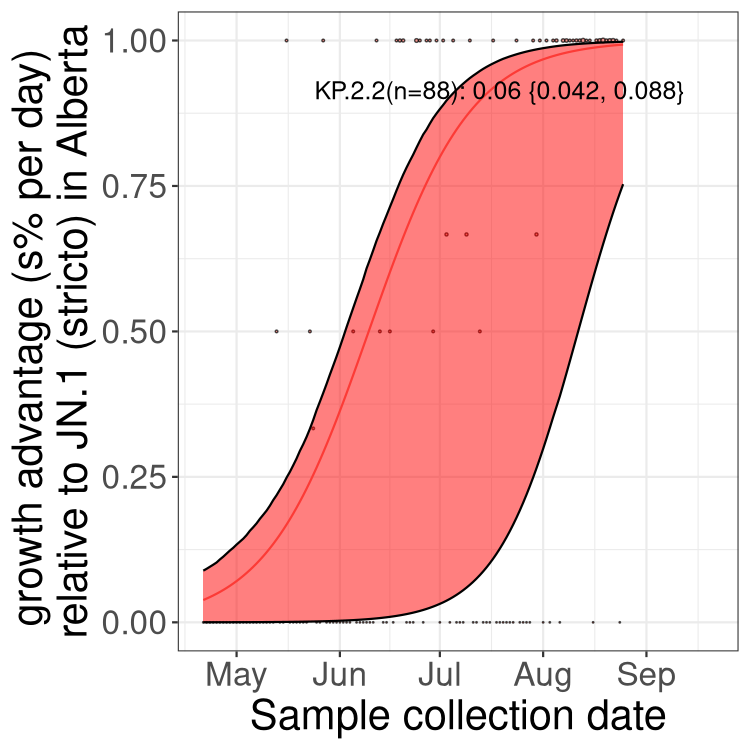 growth advantage (s% per day)
relative to JN.1 (stricto) in Alberta
1.00
0.75
0.50
0.25
0.00
KP.2.2(n=88): 0.06 {0.042, 0.088}
May Jun Jul Aug Sep
Sample collection date